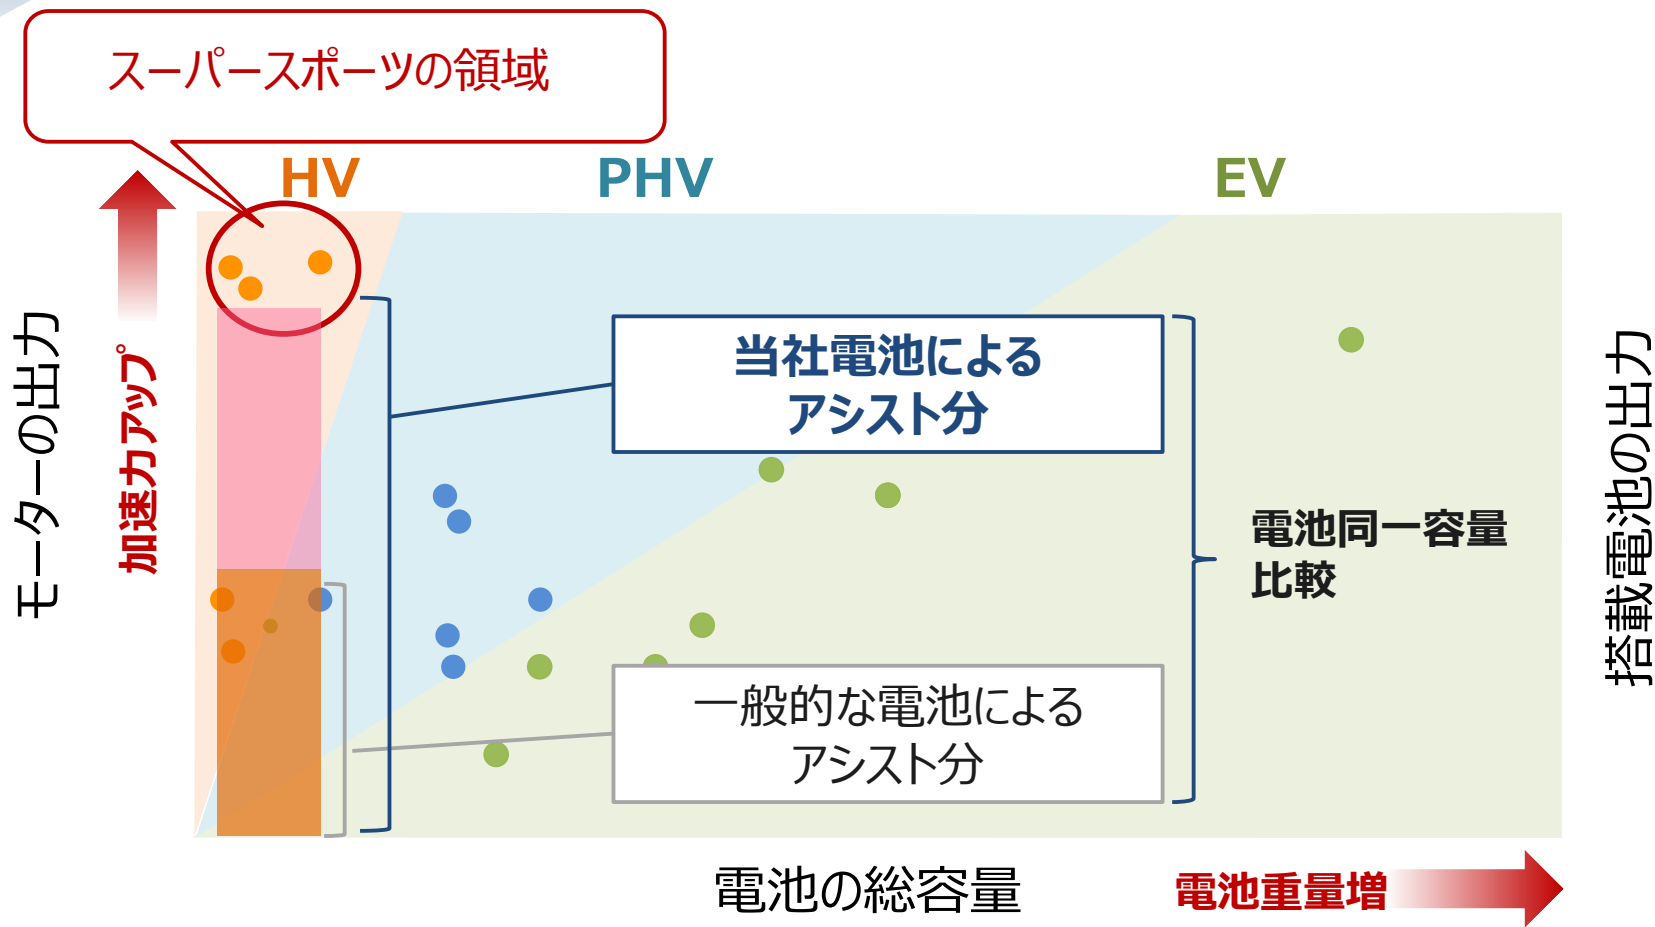 スーパースポーツの領域
HV
PHV
EV
モーターの出力
加速力アップ
当社電池による
アシスト分
電池同一容量
比較
一般的な電池による
アシスト分
搭載電池の出力
電池の総容量
電池重量増